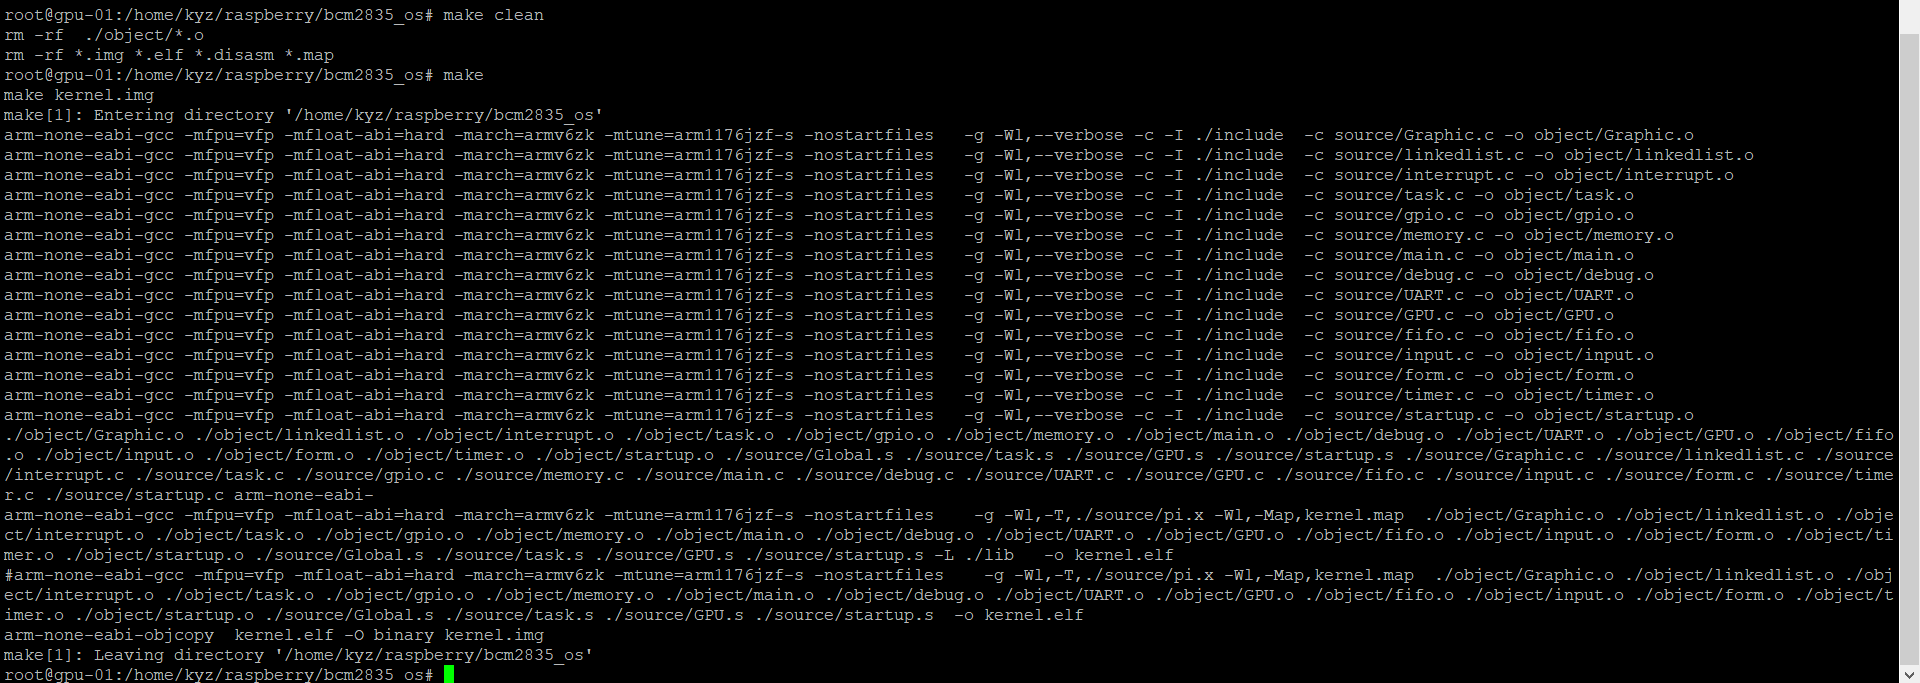 root@gpu-01:/home/kyz/raspberry/bcm2835_os# make clean
rm -rf  ./object/*.o
rm -rf *.img *.elf *.disasm *.map
root@gpu-01:/home/kyz/raspberry/bcm2835_os# make
make kernel.img
make[1]: Entering directory '/home/kyz/raspberry/bcm2835_os'
arm-none-eabi-gcc -mfpu=vfp -mfloat-abi=hard -march=armv6zk -mtune=arm1176jzf-s -nostartfiles   -g -Wl,--verbose -c -I ./include  -c source/Graphic.c -o object/Graphic.o
arm-none-eabi-gcc -mfpu=vfp -mfloat-abi=hard -march=armv6zk -mtune=arm1176jzf-s -nostartfiles   -g -Wl,--verbose -c -I ./include  -c source/linkedlist.c -o object/linkedlist.o
arm-none-eabi-gcc -mfpu=vfp -mfloat-abi=hard -march=armv6zk -mtune=arm1176jzf-s -nostartfiles   -g -Wl,--verbose -c -I ./include  -c source/interrupt.c -o object/interrupt.o
arm-none-eabi-gcc -mfpu=vfp -mfloat-abi=hard -march=armv6zk -mtune=arm1176jzf-s -nostartfiles   -g -Wl,--verbose -c -I ./include  -c source/task.c -o object/task.o
arm-none-eabi-gcc -mfpu=vfp -mfloat-abi=hard -march=armv6zk -mtune=arm1176jzf-s -nostartfiles   -g -Wl,--verbose -c -I ./include  -c source/gpio.c -o object/gpio.o
arm-none-eabi-gcc -mfpu=vfp -mfloat-abi=hard -march=armv6zk -mtune=arm1176jzf-s -nostartfiles   -g -Wl,--verbose -c -I ./include  -c source/memory.c -o object/memory.o
arm-none-eabi-gcc -mfpu=vfp -mfloat-abi=hard -march=armv6zk -mtune=arm1176jzf-s -nostartfiles   -g -Wl,--verbose -c -I ./include  -c source/main.c -o object/main.o
arm-none-eabi-gcc -mfpu=vfp -mfloat-abi=hard -march=armv6zk -mtune=arm1176jzf-s -nostartfiles   -g -Wl,--verbose -c -I ./include  -c source/debug.c -o object/debug.o
arm-none-eabi-gcc -mfpu=vfp -mfloat-abi=hard -march=armv6zk -mtune=arm1176jzf-s -nostartfiles   -g -Wl,--verbose -c -I ./include  -c source/UART.c -o object/UART.o
arm-none-eabi-gcc -mfpu=vfp -mfloat-abi=hard -march=armv6zk -mtune=arm1176jzf-s -nostartfiles   -g -Wl,--verbose -c -I ./include  -c source/GPU.c -o object/GPU.o
arm-none-eabi-gcc -mfpu=vfp -mfloat-abi=hard -march=armv6zk -mtune=arm1176jzf-s -nostartfiles   -g -Wl,--verbose -c -I ./include  -c source/fifo.c -o object/fifo.o
arm-none-eabi-gcc -mfpu=vfp -mfloat-abi=hard -march=armv6zk -mtune=arm1176jzf-s -nostartfiles   -g -Wl,--verbose -c -I ./include  -c source/input.c -o object/input.o
arm-none-eabi-gcc -mfpu=vfp -mfloat-abi=hard -march=armv6zk -mtune=arm1176jzf-s -nostartfiles   -g -Wl,--verbose -c -I ./include  -c source/form.c -o object/form.o
arm-none-eabi-gcc -mfpu=vfp -mfloat-abi=hard -march=armv6zk -mtune=arm1176jzf-s -nostartfiles   -g -Wl,--verbose -c -I ./include  -c source/timer.c -o object/timer.o
arm-none-eabi-gcc -mfpu=vfp -mfloat-abi=hard -march=armv6zk -mtune=arm1176jzf-s -nostartfiles   -g -Wl,--verbose -c -I ./include  -c source/startup.c -o object/startup.o
./object/Graphic.o ./object/linkedlist.o ./object/interrupt.o ./object/task.o ./object/gpio.o ./object/memory.o ./object/main.o ./object/debug.o ./object/UART.o ./object/GPU.o ./object/fifo
.o ./object/input.o ./object/form.o ./object/timer.o ./object/startup.o ./source/Global.s ./source/task.s ./source/GPU.s ./source/startup.s ./source/Graphic.c ./source/linkedlist.c ./source
/interrupt.c ./source/task.c ./source/gpio.c ./source/memory.c ./source/main.c ./source/debug.c ./source/UART.c ./source/GPU.c ./source/fifo.c ./source/input.c ./source/form.c ./source/time
r.c ./source/startup.c arm-none-eabi-
arm-none-eabi-gcc -mfpu=vfp -mfloat-abi=hard -march=armv6zk -mtune=arm1176jzf-s -nostartfiles    -g -Wl,-T,./source/pi.x -Wl,-Map,kernel.map  ./object/Graphic.o ./object/linkedlist.o ./obje
ct/interrupt.o ./object/task.o ./object/gpio.o ./object/memory.o ./object/main.o ./object/debug.o ./object/UART.o ./object/GPU.o ./object/fifo.o ./object/input.o ./object/form.o ./object/ti
mer.o ./object/startup.o ./source/Global.s ./source/task.s ./source/GPU.s ./source/startup.s -L ./lib   -o kernel.elf
#arm-none-eabi-gcc -mfpu=vfp -mfloat-abi=hard -march=armv6zk -mtune=arm1176jzf-s -nostartfiles    -g -Wl,-T,./source/pi.x -Wl,-Map,kernel.map  ./object/Graphic.o ./object/linkedlist.o ./obj
ect/interrupt.o ./object/task.o ./object/gpio.o ./object/memory.o ./object/main.o ./object/debug.o ./object/UART.o ./object/GPU.o ./object/fifo.o ./object/input.o ./object/form.o ./object/t
imer.o ./object/startup.o ./source/Global.s ./source/task.s ./source/GPU.s ./source/startup.s  -o kernel.elf
arm-none-eabi-objcopy  kernel.elf -O binary kernel.img
make[1]: Leaving directory '/home/kyz/raspberry/bcm2835_os'
root@gpu-01:/home/kyz/raspberry/bcm2835_os#